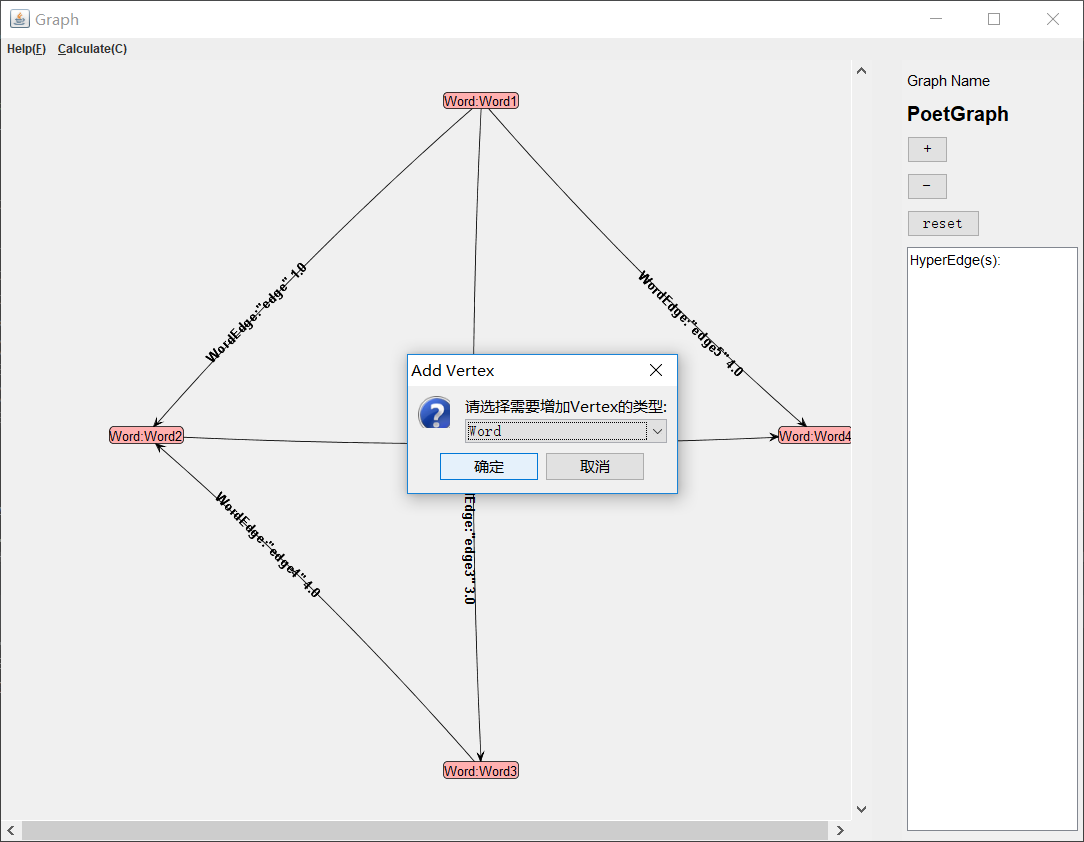 Graph
Help(F) Calculate(C)
Graph Name
PoetGraph
+
−
reset
HyperEdge(s):
Word:Word1
WordEdge:"edge" 1.0
WordEdge:"edge5" 4.0
Add Vertex
请选择需要增加Vertex的类型:
Word
确定 取消
Word:Word2
Word:Word4
WordEdge:"edge4" 4.0
Edge:"edge3" 3.0
Word:Word3